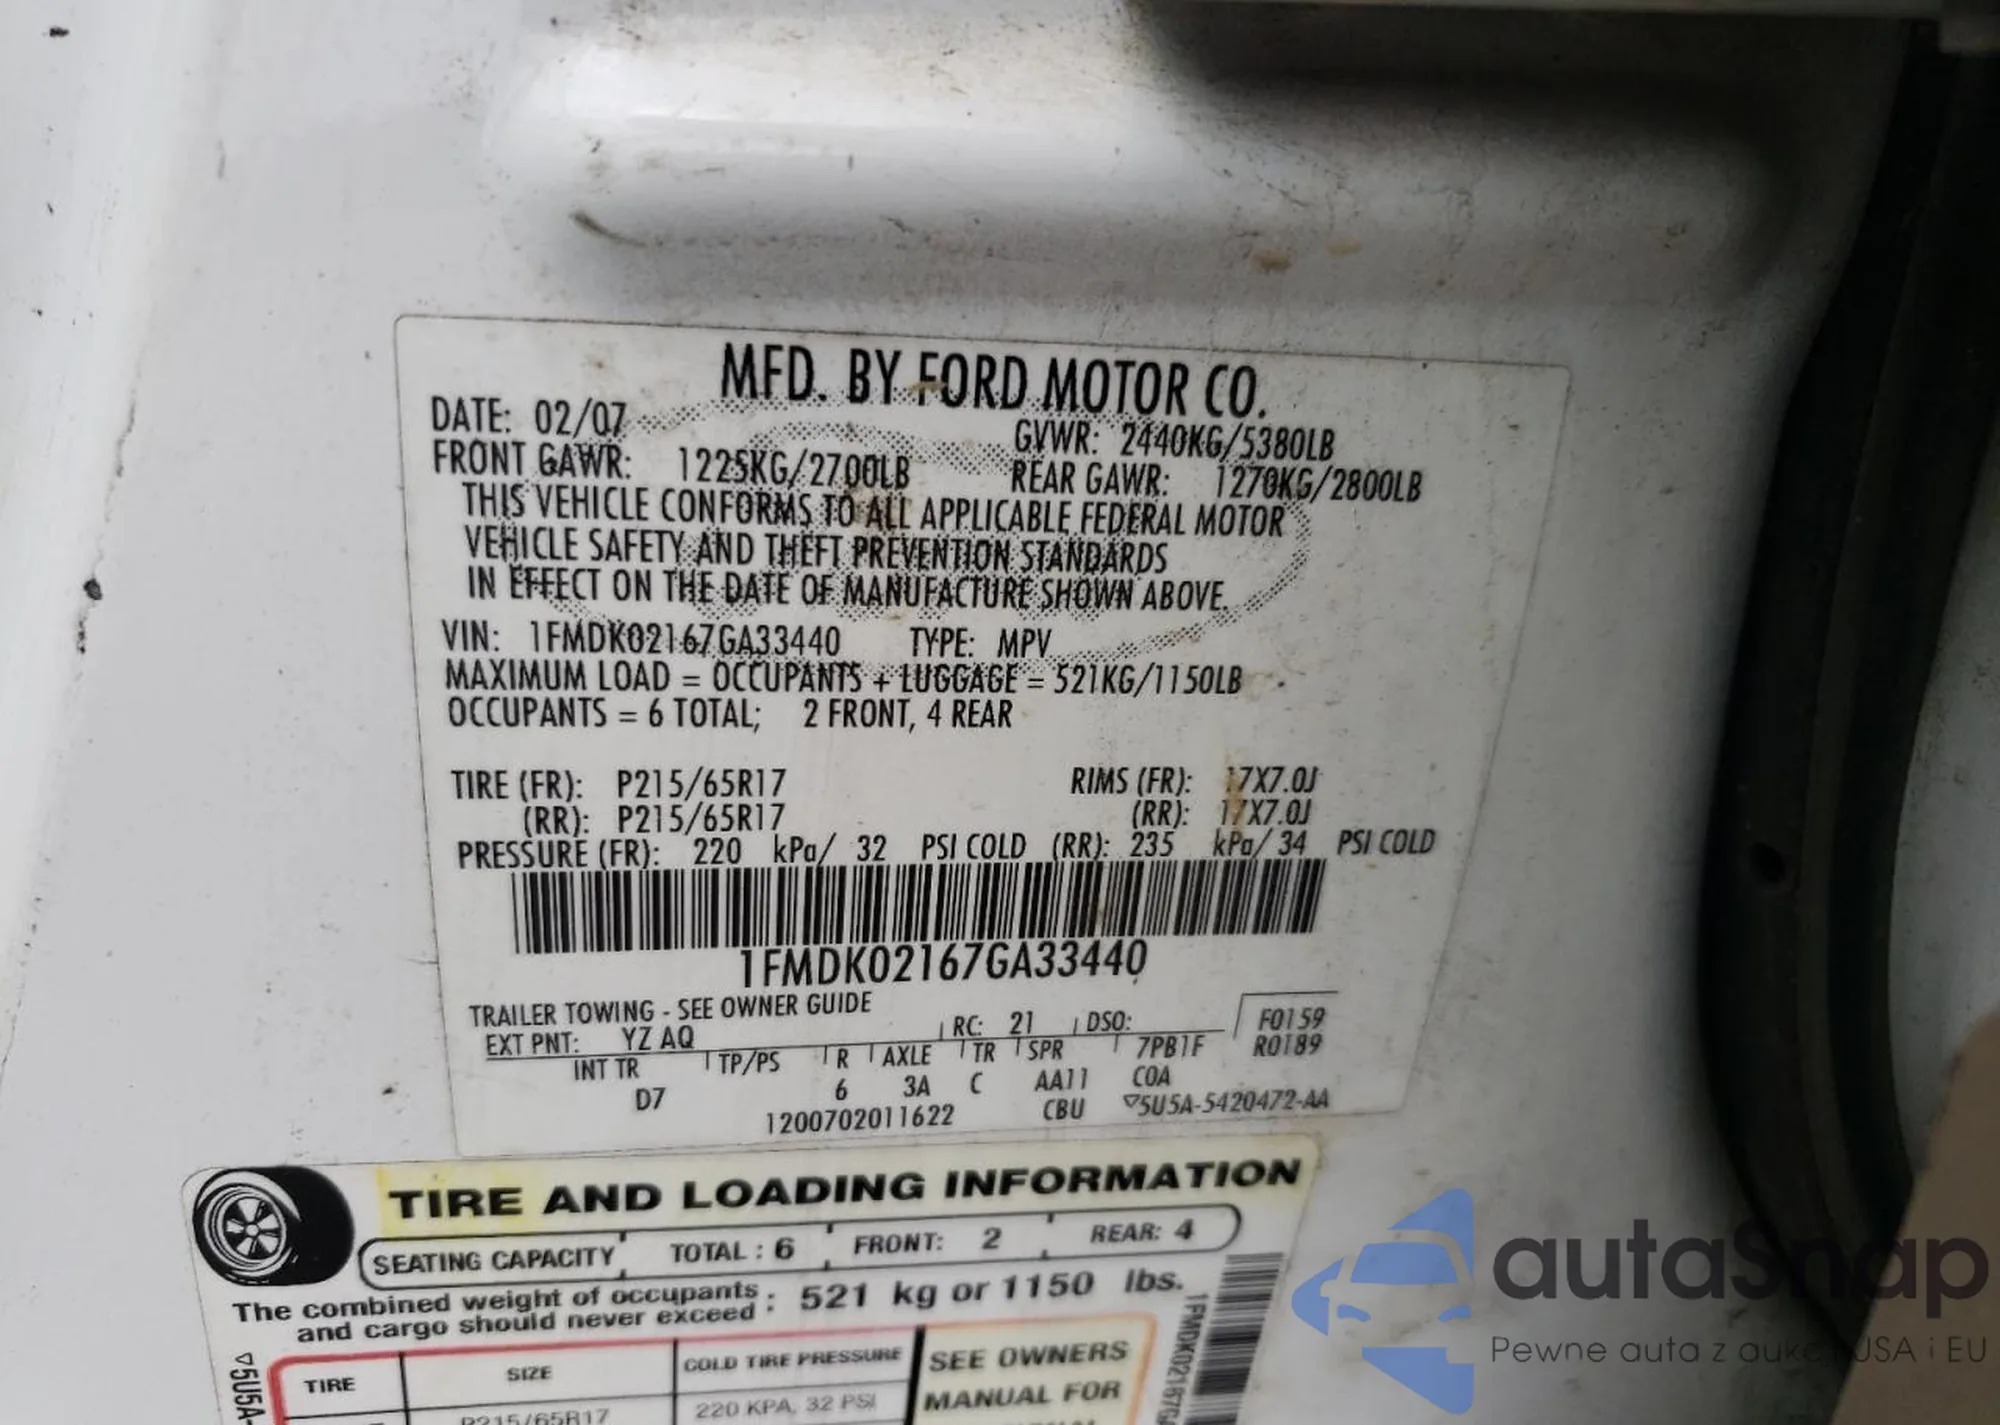 MFD. BY FORD MOTOR CO.
DATE: 02/07
GVWR: 2440KG/5380LB
FRONT GAWR: 1225KG/2700LB
REAR GAWR: 1270KG/2800LB
THIS VEHICLE CONFORMS TO ALL APPLICABLE FEDERAL MOTOR
VEHICLE SAFETY AND THEFT PREVENTION STANDARDS
IN EFFECT ON THE DATE OF MANUFACTURE SHOWN ABOVE.
VIN: 1FMDK02167GA33440 TYPE: MPV
MAXIMUM LOAD = OCCUPANTS + LUGGAGE = 521KG/1150LB
OCCUPANTS = 6 TOTAL; 2 FRONT, 4 REAR
TIRE (FR): P215/65R17 RIMS (FR): 17X7.0J
(RR): P215/65R17 (RR): 17X7.0J
PRESSURE (FR): 220 kPa/ 32 PSI COLD (RR): 235 kPa/ 34 PSI COLD
1FMDK02167GA33440
TRAILER TOWING - SEE OWNER GUIDE
EXT PNT: YZ AQ RC: 21 DSO: F0159
INT TR TP/PS R AXLE TR SPR 7PB1F R0189
D7 6 3A C AA11 COA
1200702011622 CBU ▽5U5A-5420472-AA
TIRE AND LOADING INFORMATION
SEATING CAPACITY TOTAL : 6 FRONT: 2 REAR: 4
The combined weight of occupants
and cargo should never exceed : 521 kg or 1150 lbs.
TIRE SIZE COLD TIRE PRESSURE SEE OWNERS
P215/65R17 220 KPA, 32 PSI MANUAL FOR
▽5U5A-
1FMDK02167GA
autaSnap
Pewne auta z aukcji USA i EU